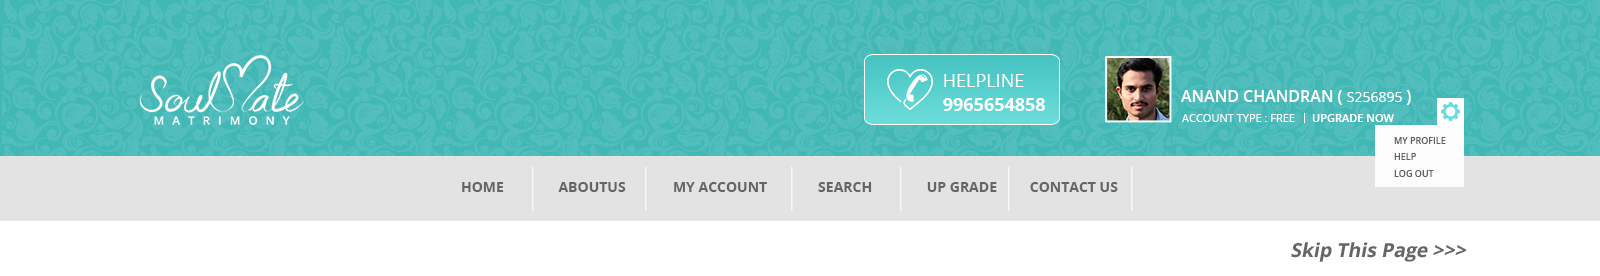 SoulMate
MATRIMONY
HELPLINE
9965654858
ANAND CHANDRAN ( S256895 )
ACCOUNT TYPE : FREE | UPGRADE NOW
MY PROFILE
HELP
LOG OUT
HOME
ABOUTUS
MY ACCOUNT
SEARCH
UP GRADE
CONTACT US
Skip This Page >>>